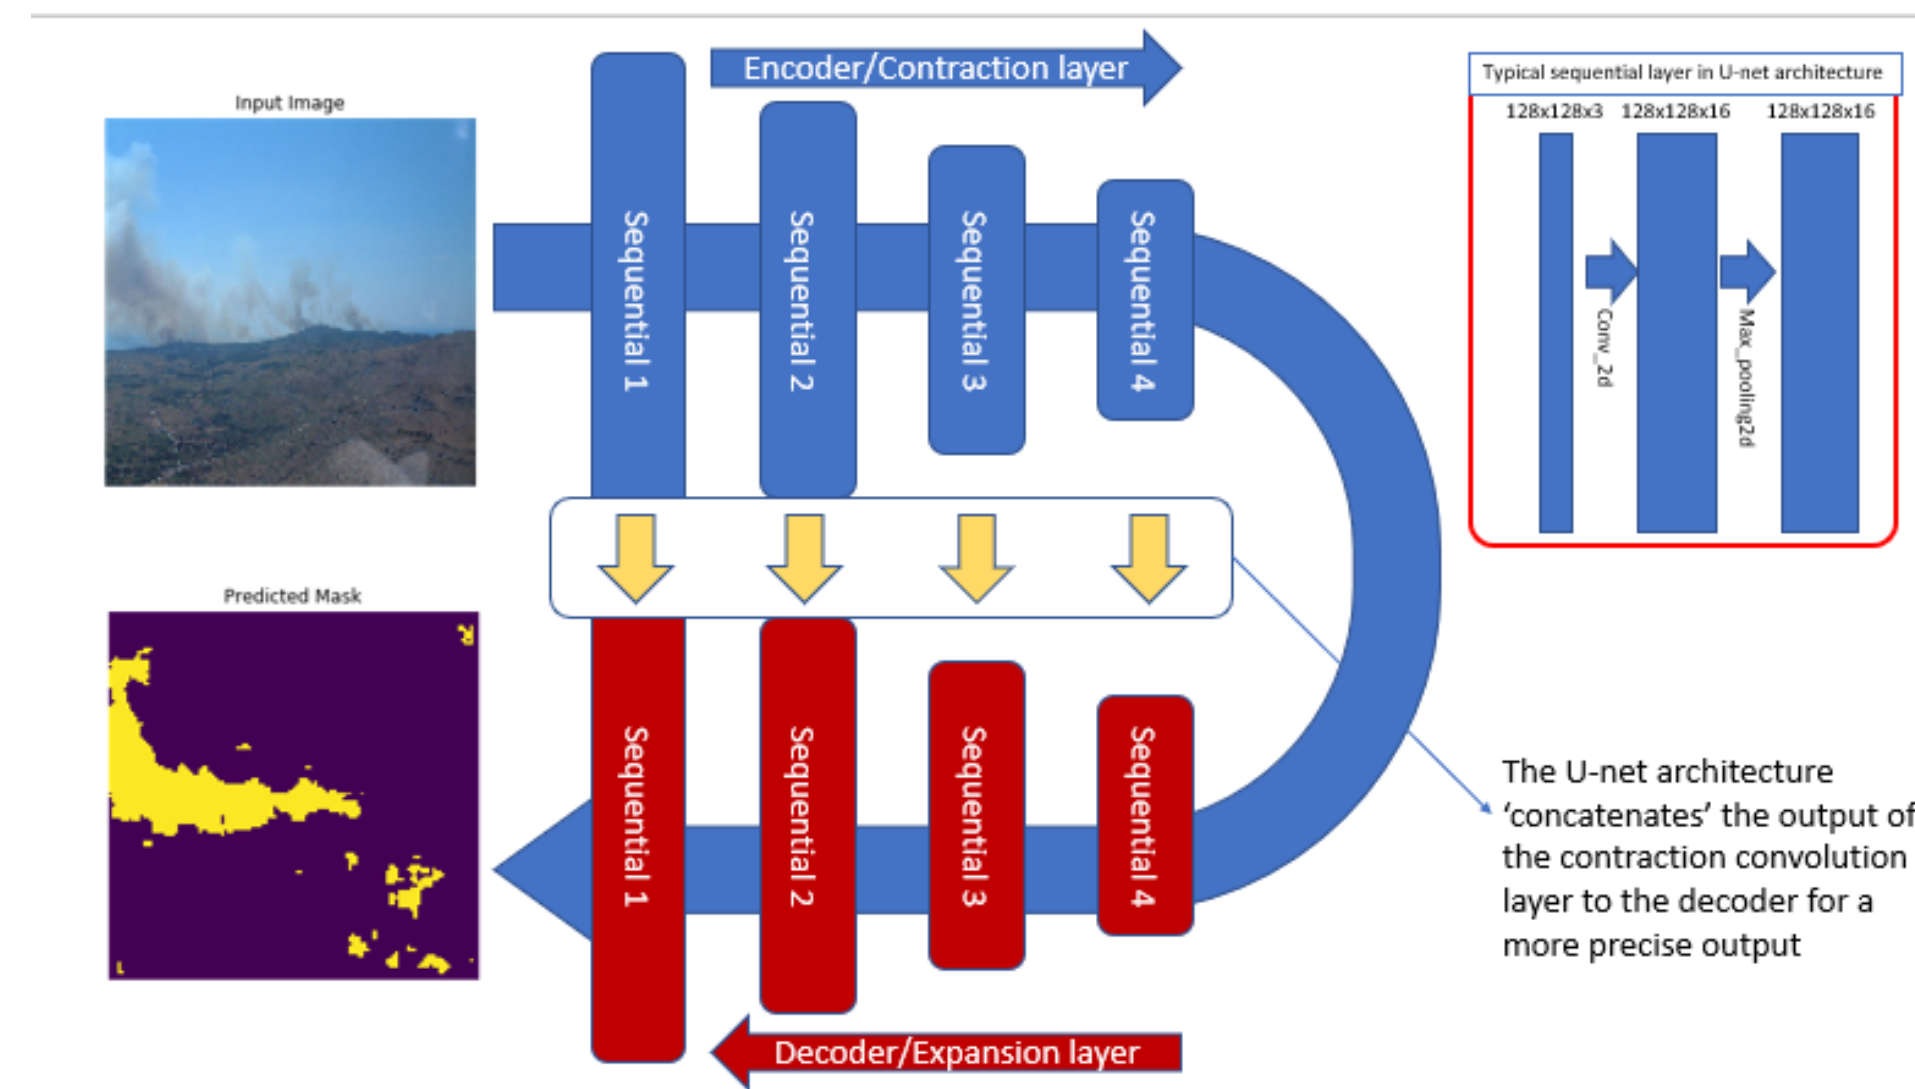 Encoder/Contraction layer
Input Image
Sequential 1
Sequential 2
Sequential 3
Sequential 4
Typical sequential layer in U-net architecture
128x128x3 128x128x16 128x128x16
Conv_2d
Max_pooling2d
Predicted Mask
Sequential 1
Sequential 2
Sequential 3
Sequential 4
Decoder/Expansion layer
The U-net architecture
‘concatenates’ the output of
the contraction convolution
layer to the decoder for a
more precise output